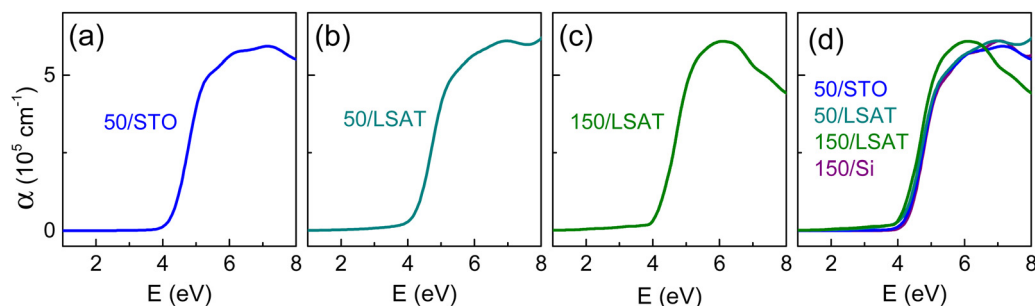 (a)
(b)
(c)
(d)
50/STO
50/LSAT
150/LSAT
50/STO
50/LSAT
150/LSAT
150/Si
α (10⁵ cm⁻¹)
5
0
2 4 6 8
2 4 6 8
2 4 6 8
2 4 6 8
E (eV)
E (eV)
E (eV)
E (eV)